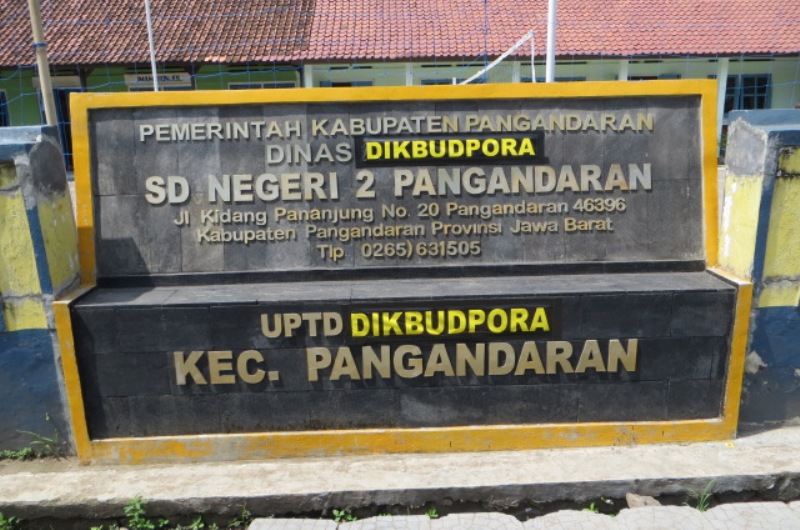 PEMERINTAH KABUPATEN PANGANDARAN
DINAS DIKBUDPORA
SD NEGERI 2 PANGANDARAN
Jl Kidang Pananjung No. 20 Pangandaran 46396
Kabupaten Pangandaran Provinsi Jawa Barat
Tlp 0265) 631505
UPTD DIKBUDPORA
KEC. PANGANDARAN